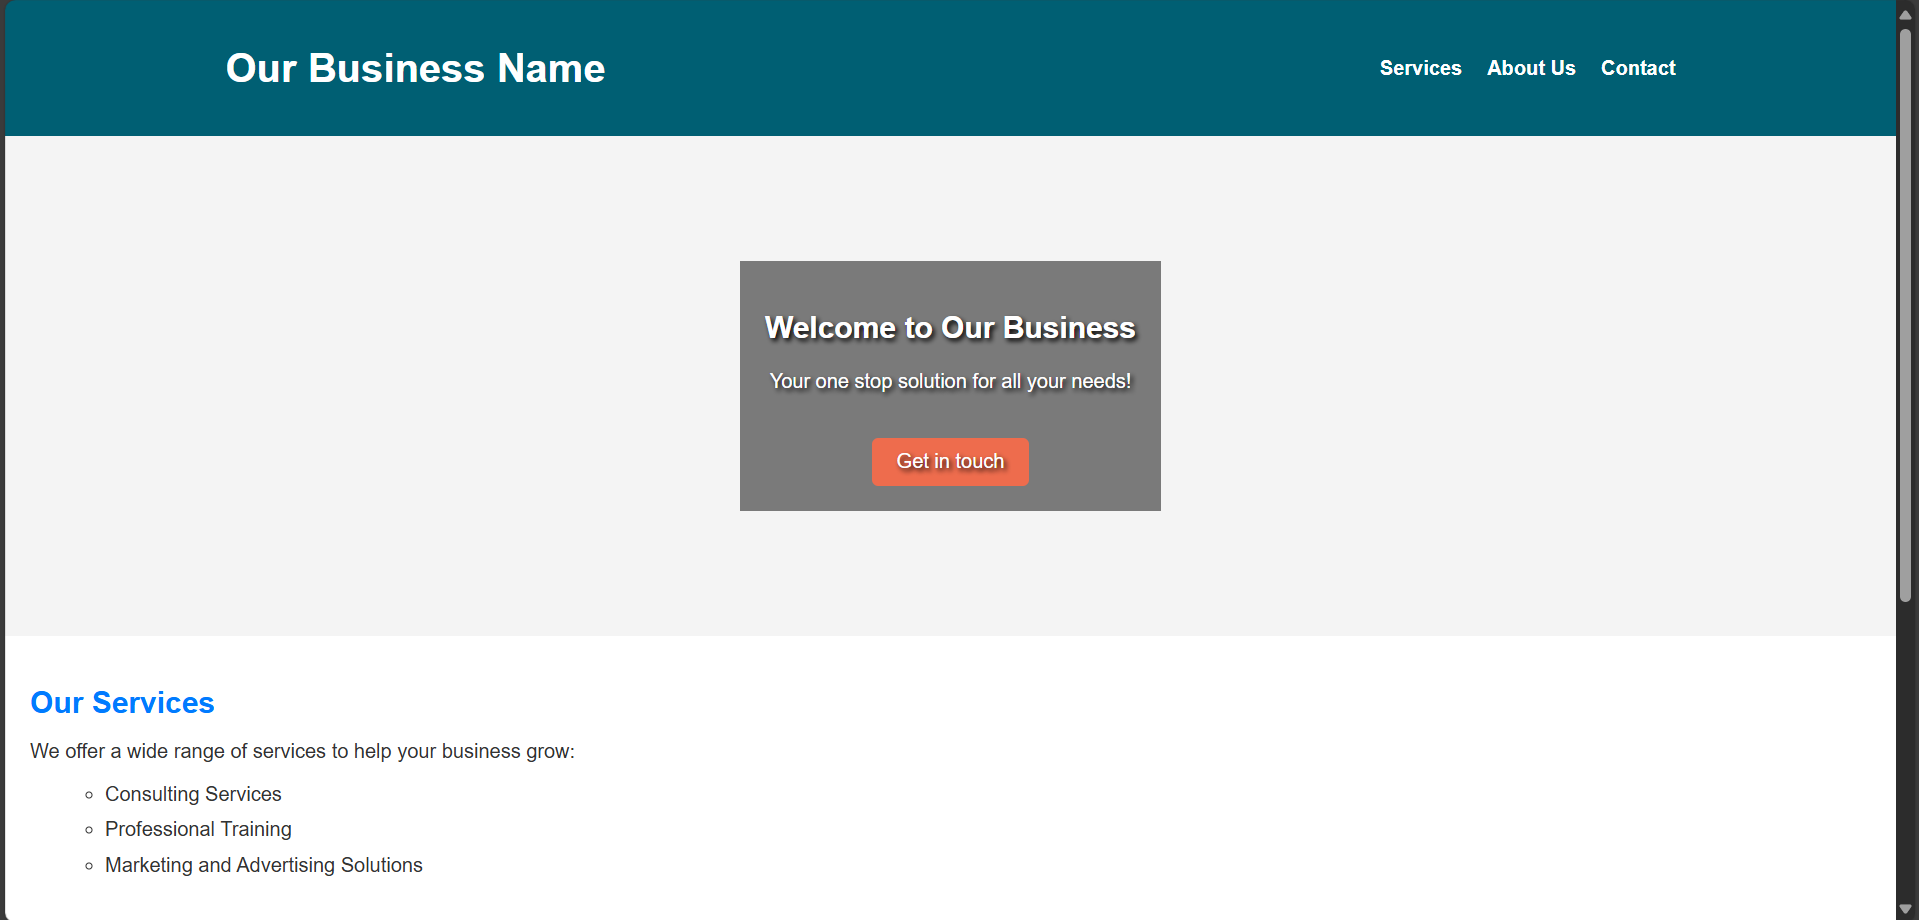 Our Business Name
Services About Us Contact
Welcome to Our Business
Your one stop solution for all your needs!
Get in touch
Our Services
We offer a wide range of services to help your business grow:
Consulting Services
Professional Training
Marketing and Advertising Solutions